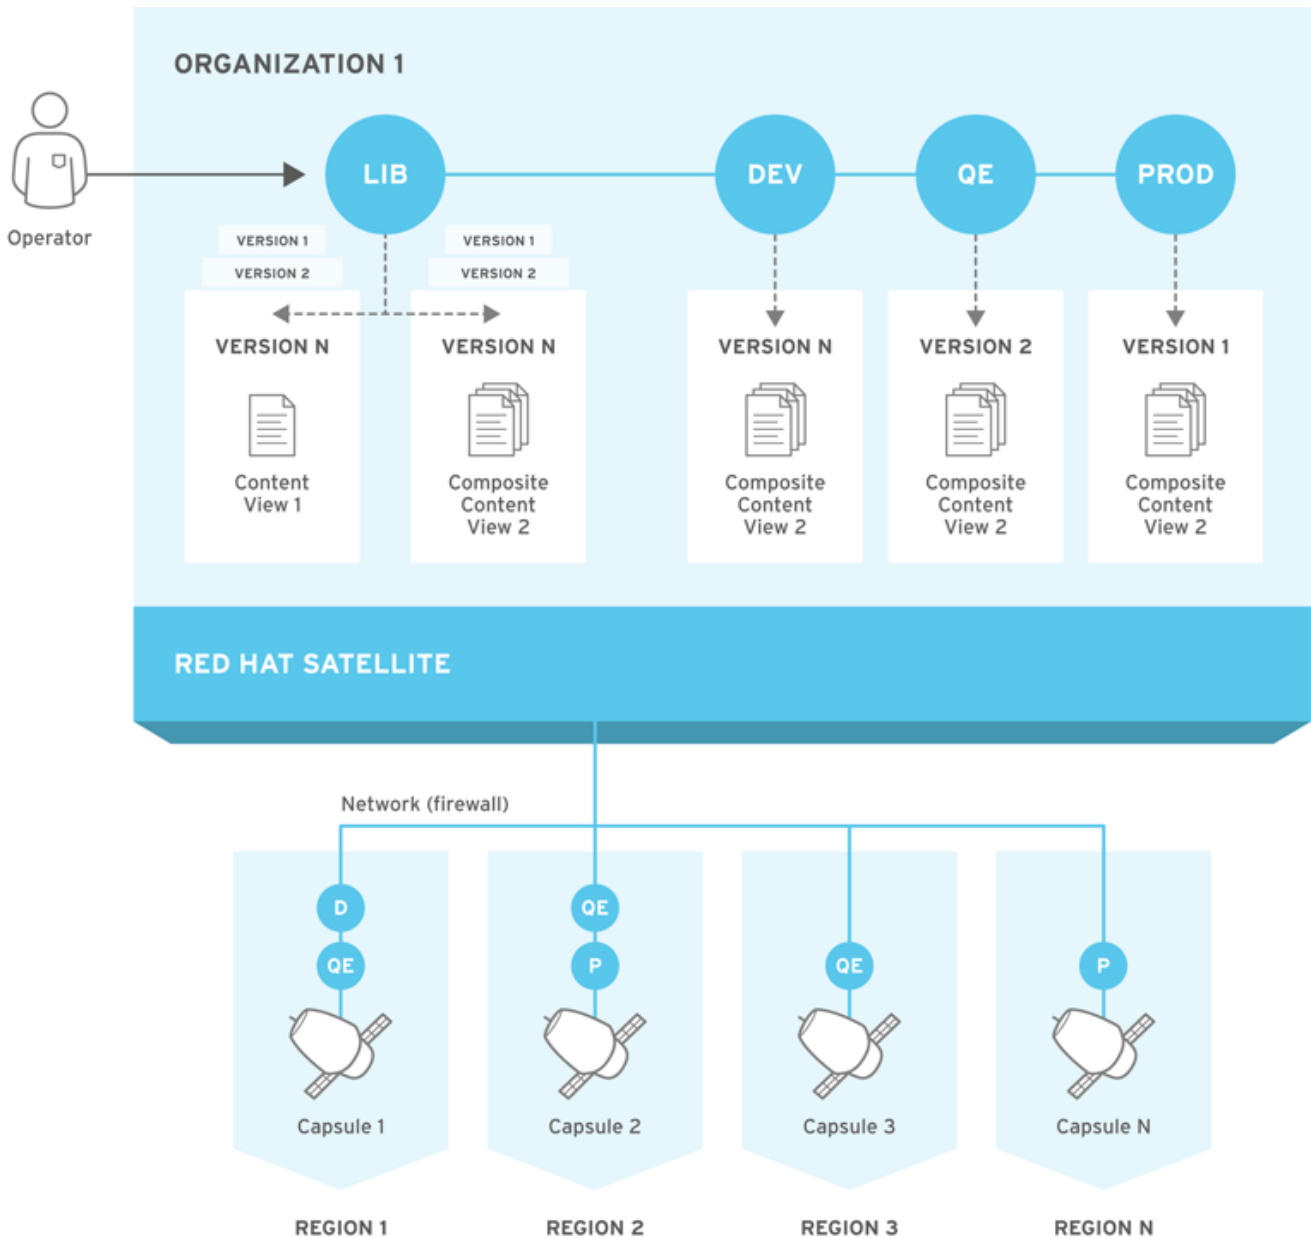 ORGANIZATION 1
LIB
DEV
QE
PROD
Operator
VERSION 1
VERSION 1
VERSION 2
VERSION 2
VERSION N
VERSION N
VERSION N
VERSION 2
VERSION 1
Content
View 1
Composite
Content
View 2
Composite
Content
View 2
Composite
Content
View 2
Composite
Content
View 2
RED HAT SATELLITE
Network (firewall)
D
QE
QE
P
QE
P
Capsule 1
Capsule 2
Capsule 3
Capsule N
REGION 1
REGION 2
REGION 3
REGION N